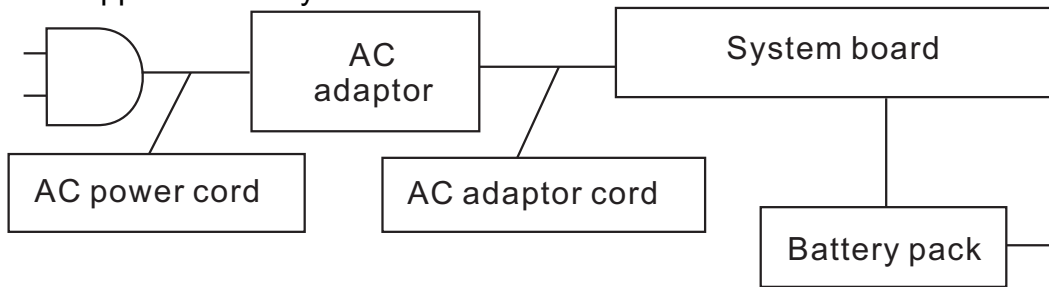 AC
adaptor
System board
AC power cord
AC adaptor cord
Battery pack